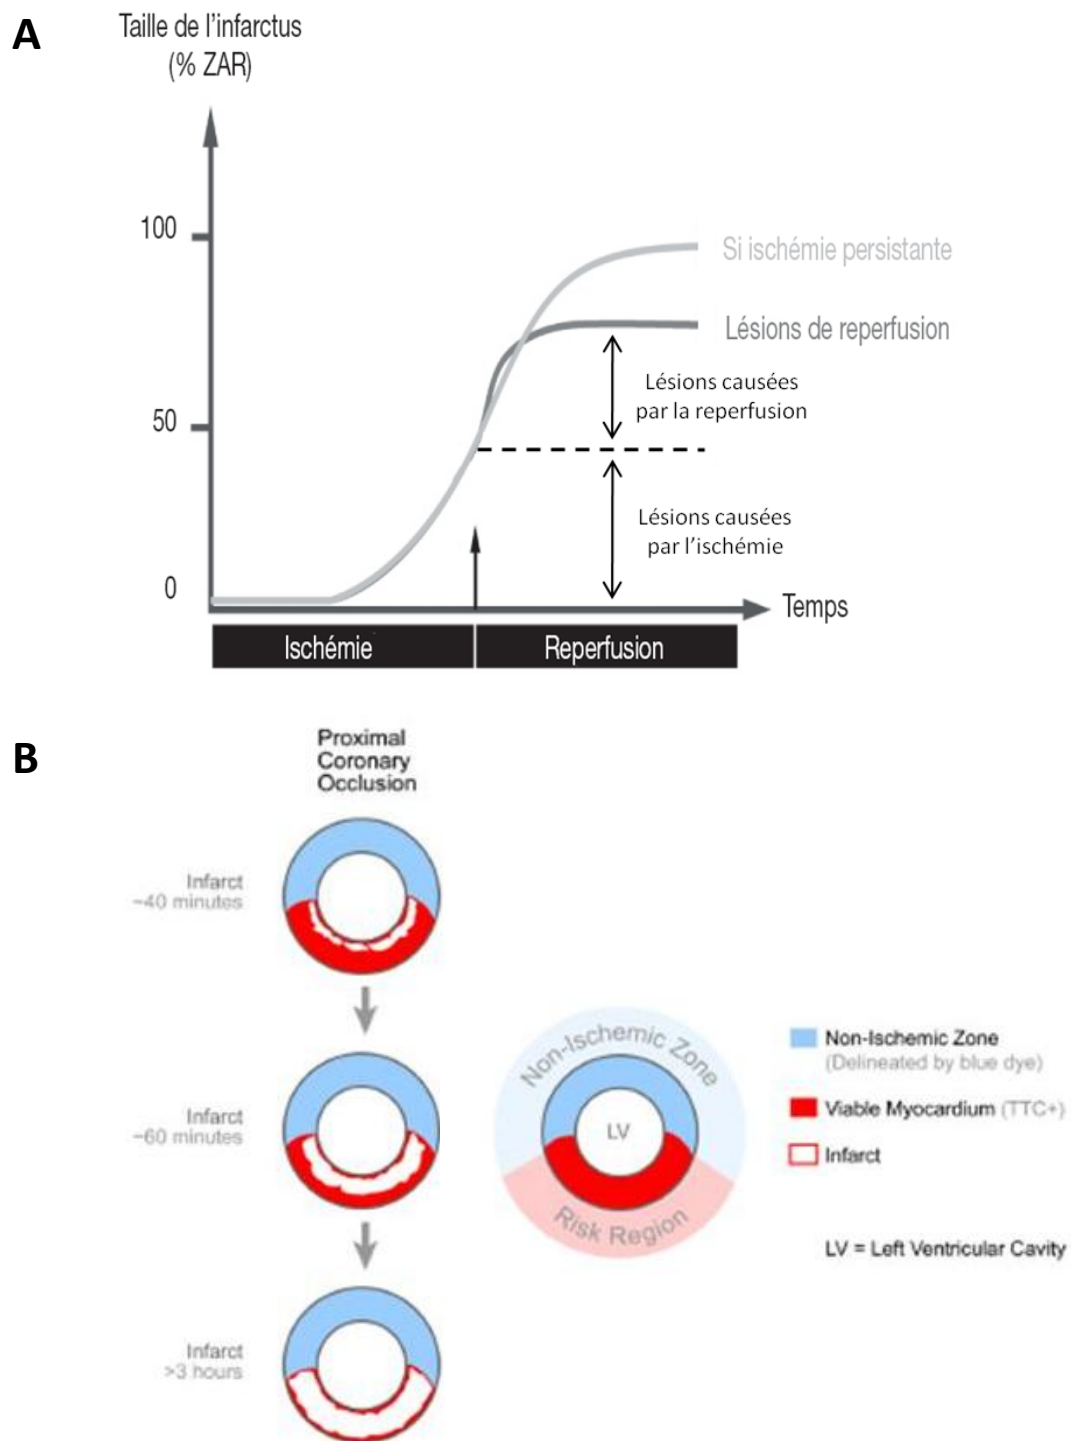 A
Taille de l’infarctus
(% ZAR)
100
50
0
Si ischémie persistante
Lésions de reperfusion
Lésions causées
par la reperfusion
Lésions causées
par l’ischémie
Temps
Ischémie
Reperfusion
B
Proximal
Coronary
Occlusion
Infarct
~40 minutes
Infarct
~60 minutes
Infarct
>3 hours
Non-Ischemic Zone
LV
Risk Region
Non-Ischemic Zone
(Delineated by blue dye)
Viable Myocardium (TTC+)
Infarct
LV = Left Ventricular Cavity